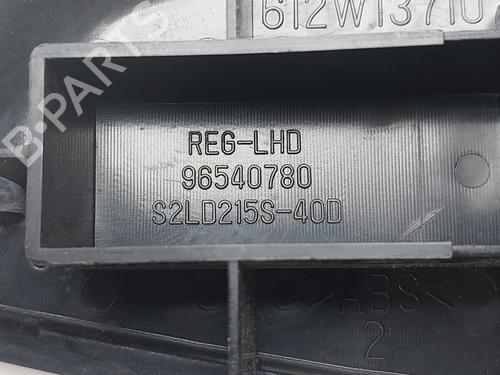 612W13710
B-PARTS
REG-LHD
96540780
S2LD215S-40D
>ABS<
2